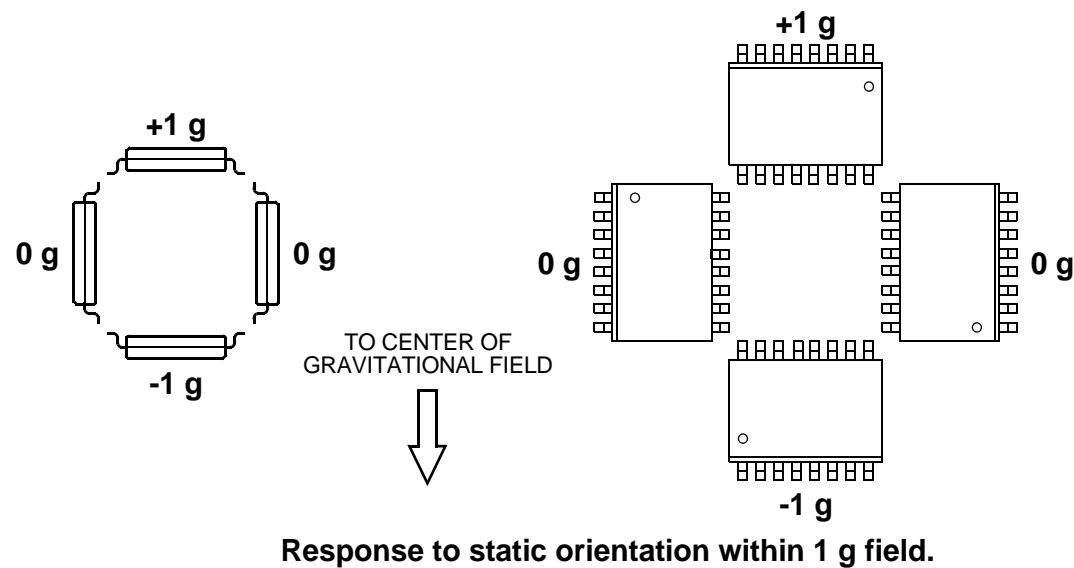 +1 g
0 g
0 g
-1 g
+1 g
0 g
0 g
-1 g
TO CENTER OF
GRAVITATIONAL FIELD
Response to static orientation within 1 g field.